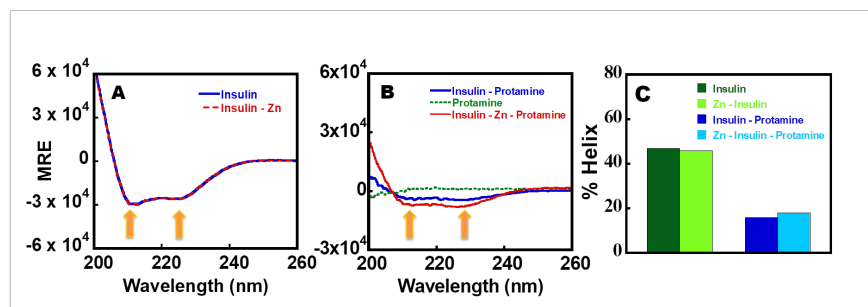 A
Insulin
Insulin - Zn
MRE
6 x 10⁴
3 x 10⁴
0
-3 x 10⁴
-6 x 10⁴
200
220
240
260
Wavelength (nm)
B
Insulin - Protamine
Protamine
Insulin - Zn - Protamine
6x10⁴
3x10⁴
0
-3x10⁴
200
220
240
260
Wavelength (nm)
C
Insulin
Zn - Insulin
Insulin - Protamine
Zn - Insulin - Protamine
% Helix
80
60
40
20
0